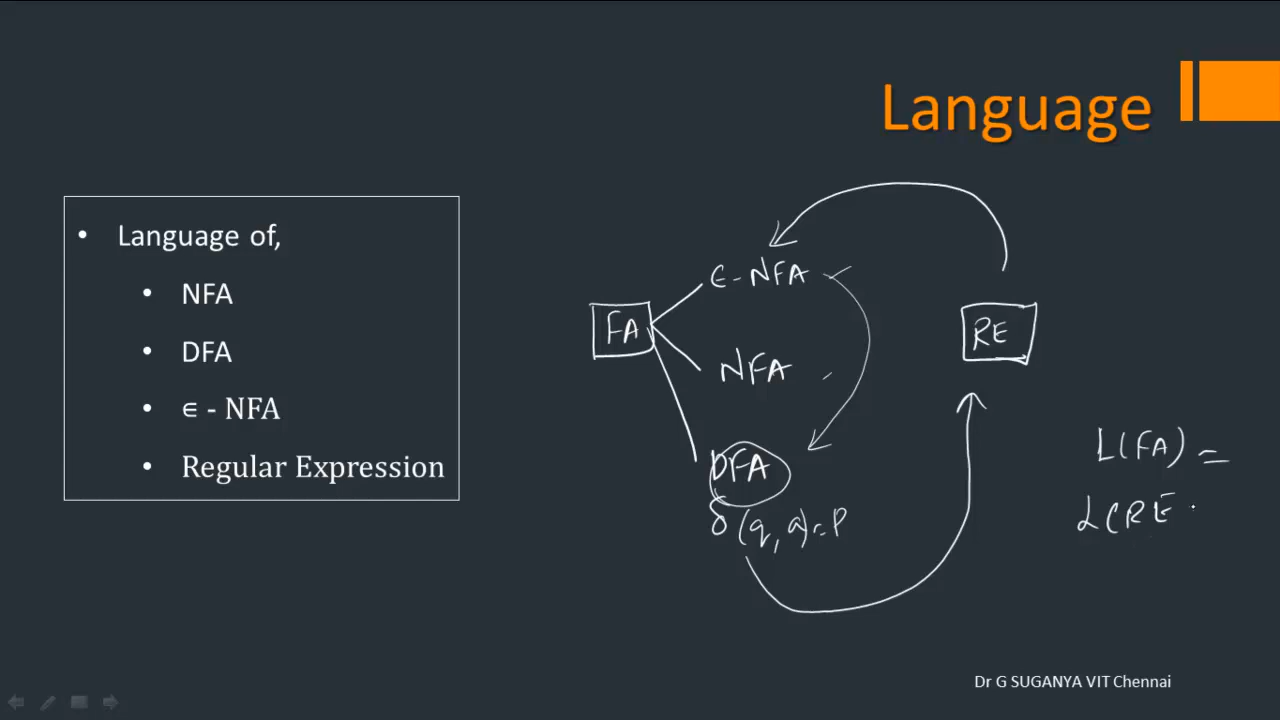 Language
• Language of,
• NFA
• DFA
• ∈ - NFA
• Regular Expression
FA
∈ - NFA
NFA
DFA
δ(q, a) = P
RE
L(FA) =
L(RE
Dr G SUGANYA VIT Chennai